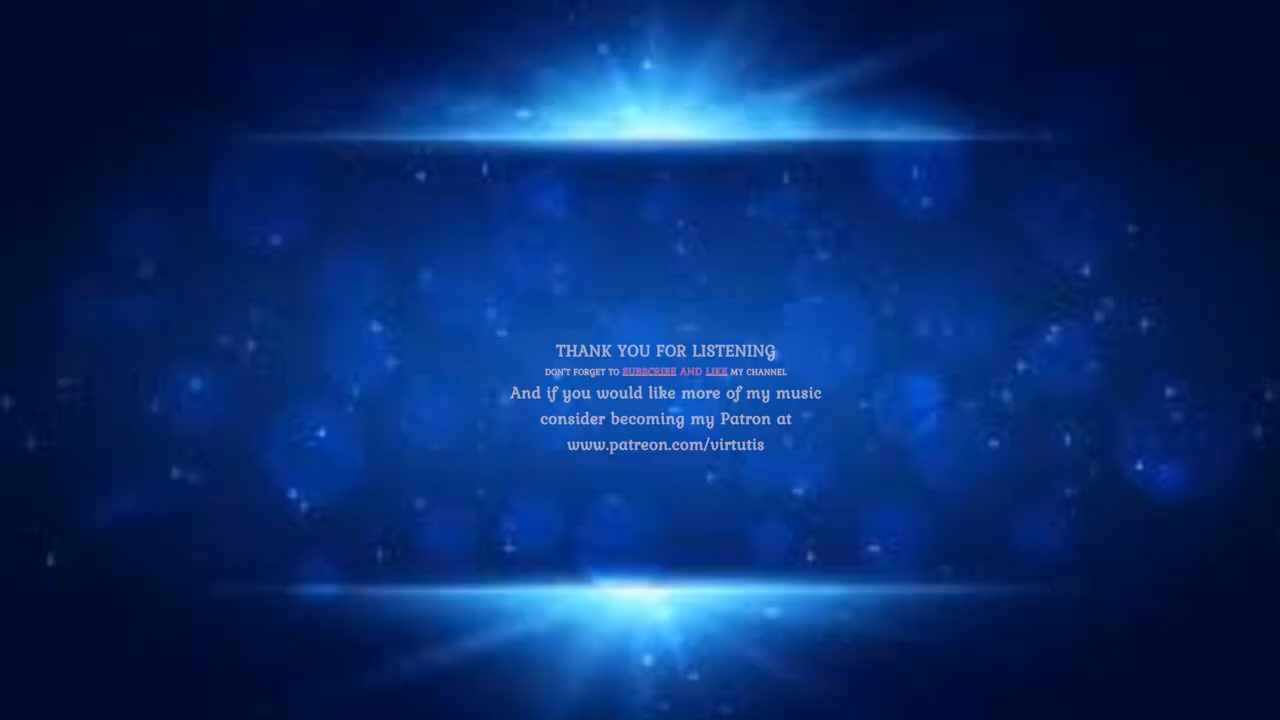 THANK YOU FOR LISTENING
DON'T FORGET TO SUBSCRIBE AND LIKE MY CHANNEL
And if you would like more of my music
consider becoming my Patron at
www.patreon.com/virtutis